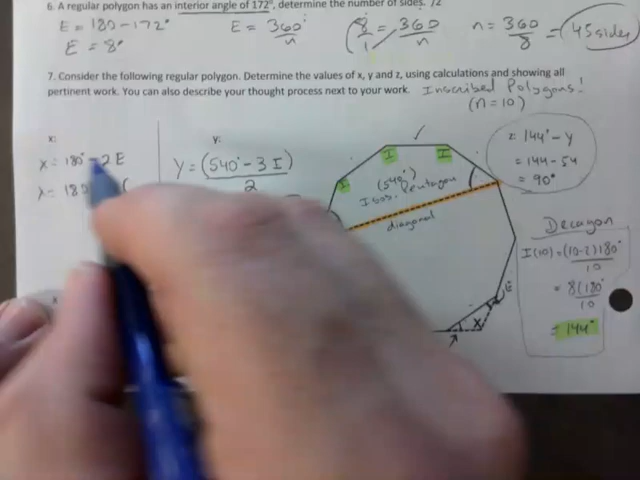 6. A regular polygon has an interior angle of 172°, determine the number of sides. /2
E = 180 - 172° E = 360° / n 8/1 = 360/n n = 360/8 = 45 sides
E = 8°
7. Consider the following regular polygon. Determine the values of x, y and z, using calculations and showing all
pertinent work. You can also describe your thought process next to your work. Inscribed Polygons!
(n = 10)
x:
x = 180° - 2E
x = 180
y:
y = (540° - 3I) / 2
I
I
I
(540°)
Isos. Pentagon
diagonal
z = 144° - y
= 144 - 54
= 90°
Decagon
I(10) = (10-2)180° / 10
= 8(180° / 10
= 144°
E
x